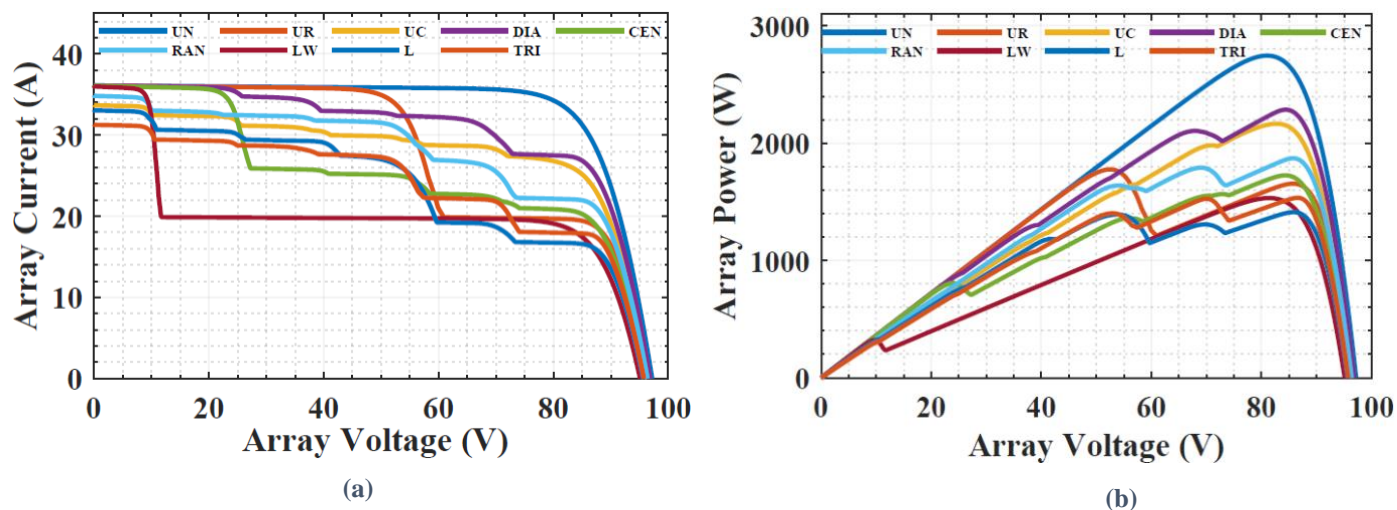 Array Current (A)
40
30
20
10
0
UN UR UC DIA CEN
RAN LW L TRI
0 20 40 60 80 100
Array Voltage (V)
(a)
Array Power (W)
3000
2000
1000
0
UN UR UC DIA CEN
RAN LW L TRI
0 20 40 60 80 100
Array Voltage (V)
(b)